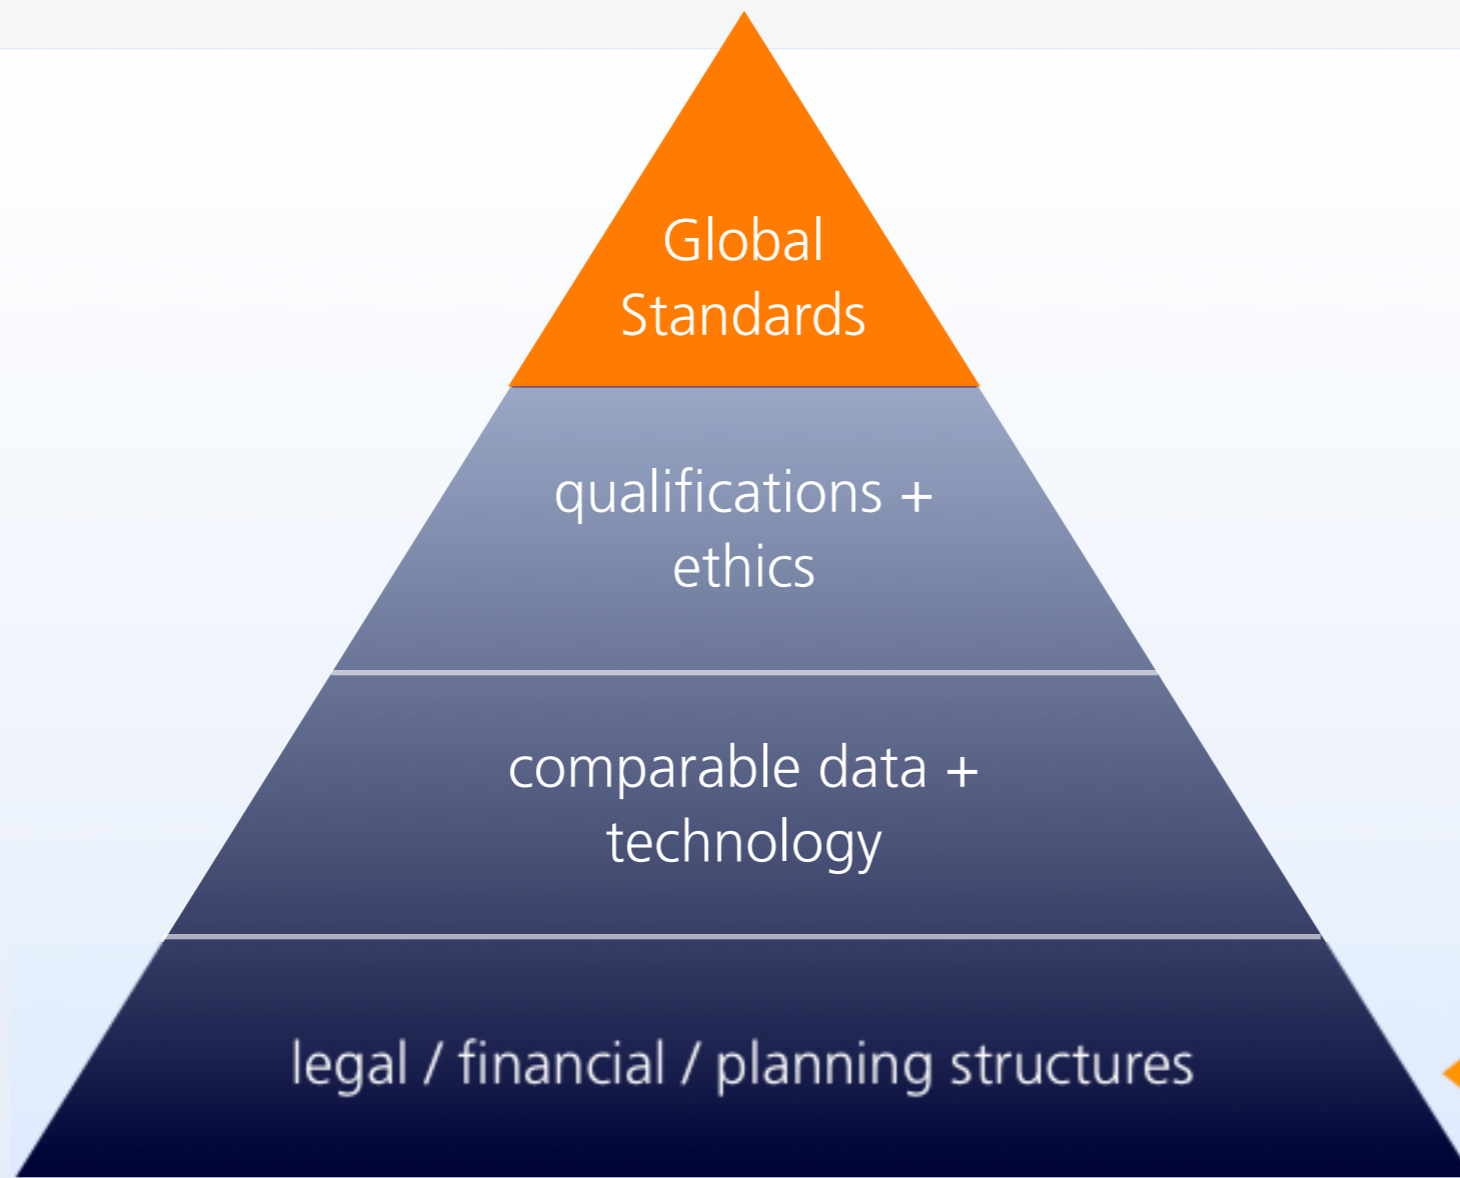 Global
Standards
qualifications +
ethics
comparable data +
technology
legal / financial / planning structures